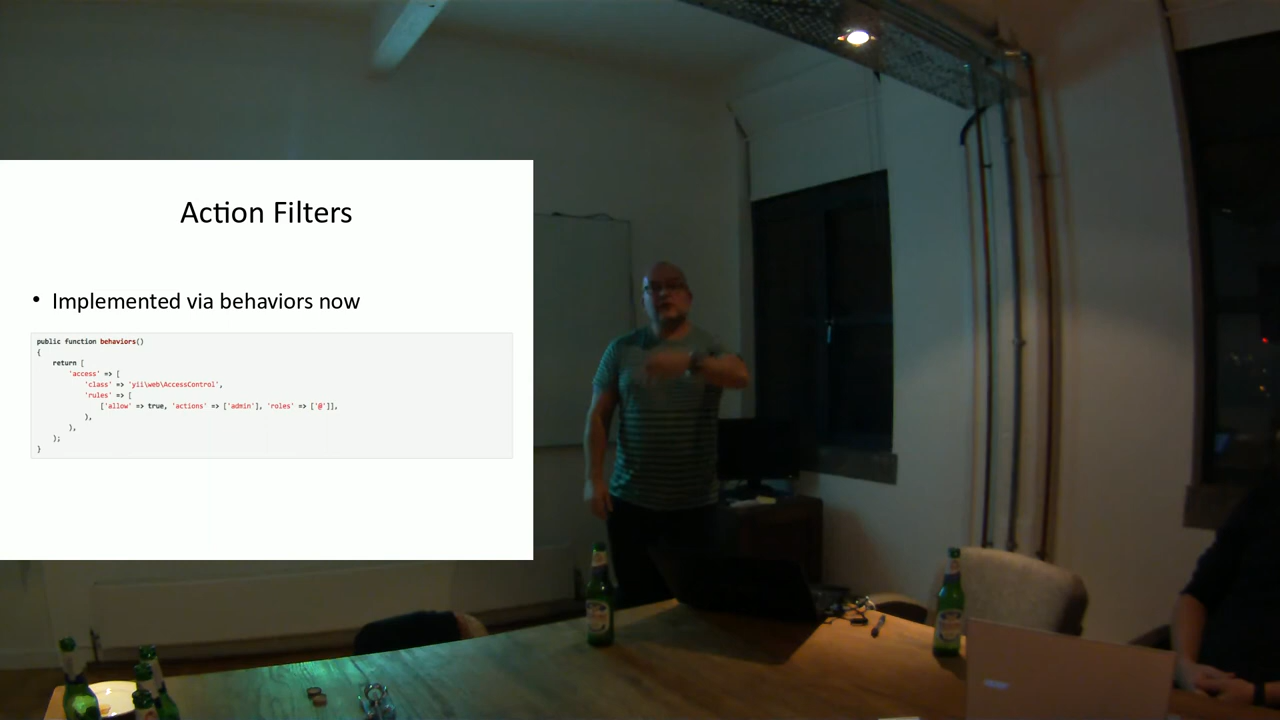 Action Filters
• Implemented via behaviors now
public function behaviors()
{
    return [
        'access' => [
            'class' => 'yii\web\AccessControl',
            'rules' => [
                ['allow' => true, 'actions' => ['admin'], 'roles' => ['@']],
            ),
        ),
    );
}